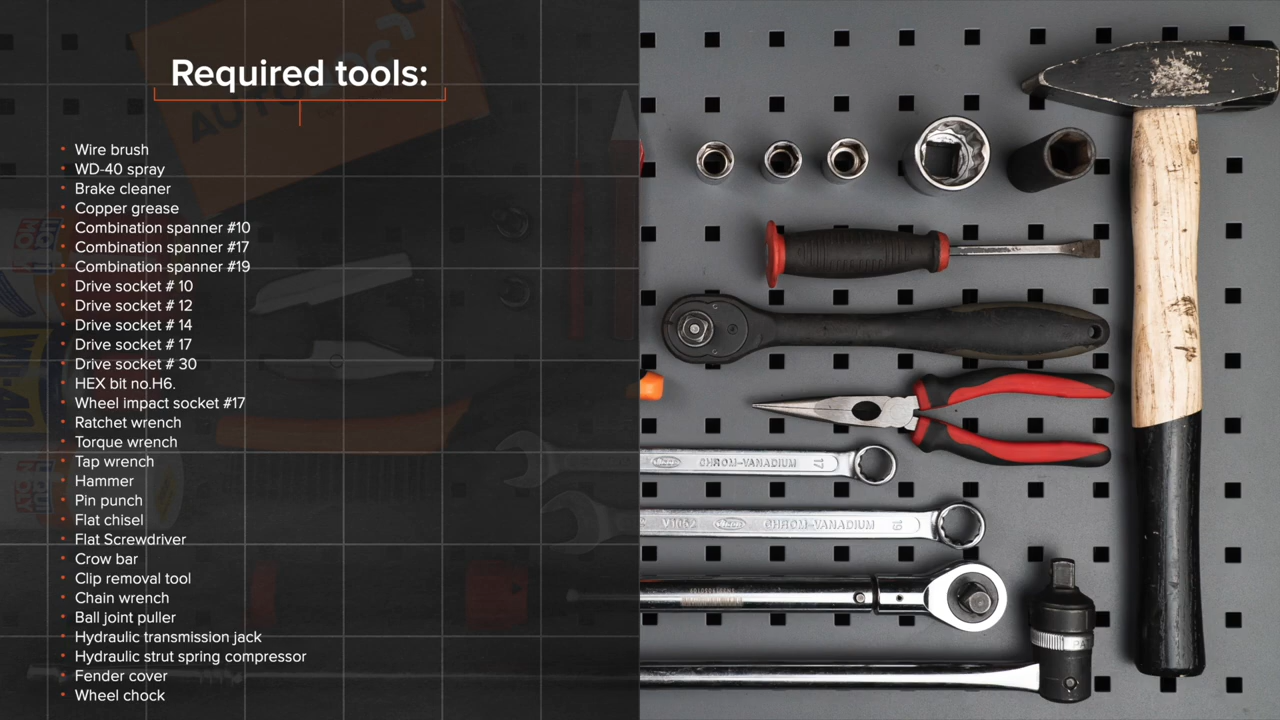 Required tools:
Wire brush
WD-40 spray
Brake cleaner
Copper grease
Combination spanner #10
Combination spanner #17
Combination spanner #19
Drive socket # 10
Drive socket # 12
Drive socket # 14
Drive socket # 17
Drive socket # 30
HEX bit no.H6.
Wheel impact socket #17
Ratchet wrench
Torque wrench
Tap wrench
Hammer
Pin punch
Flat chisel
Flat Screwdriver
Crow bar
Clip removal tool
Chain wrench
Ball joint puller
Hydraulic transmission jack
Hydraulic strut spring compressor
Fender cover
Wheel chock
CHROM-VANADIUM 17
CHROM-VANADIUM 19